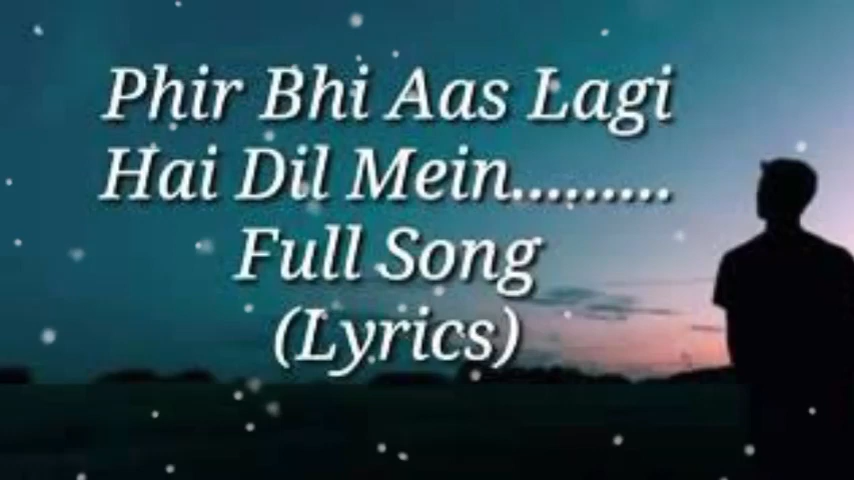 Phir Bhi Aas Lagi
Hai Dil Mein.........
Full Song
(Lyrics)